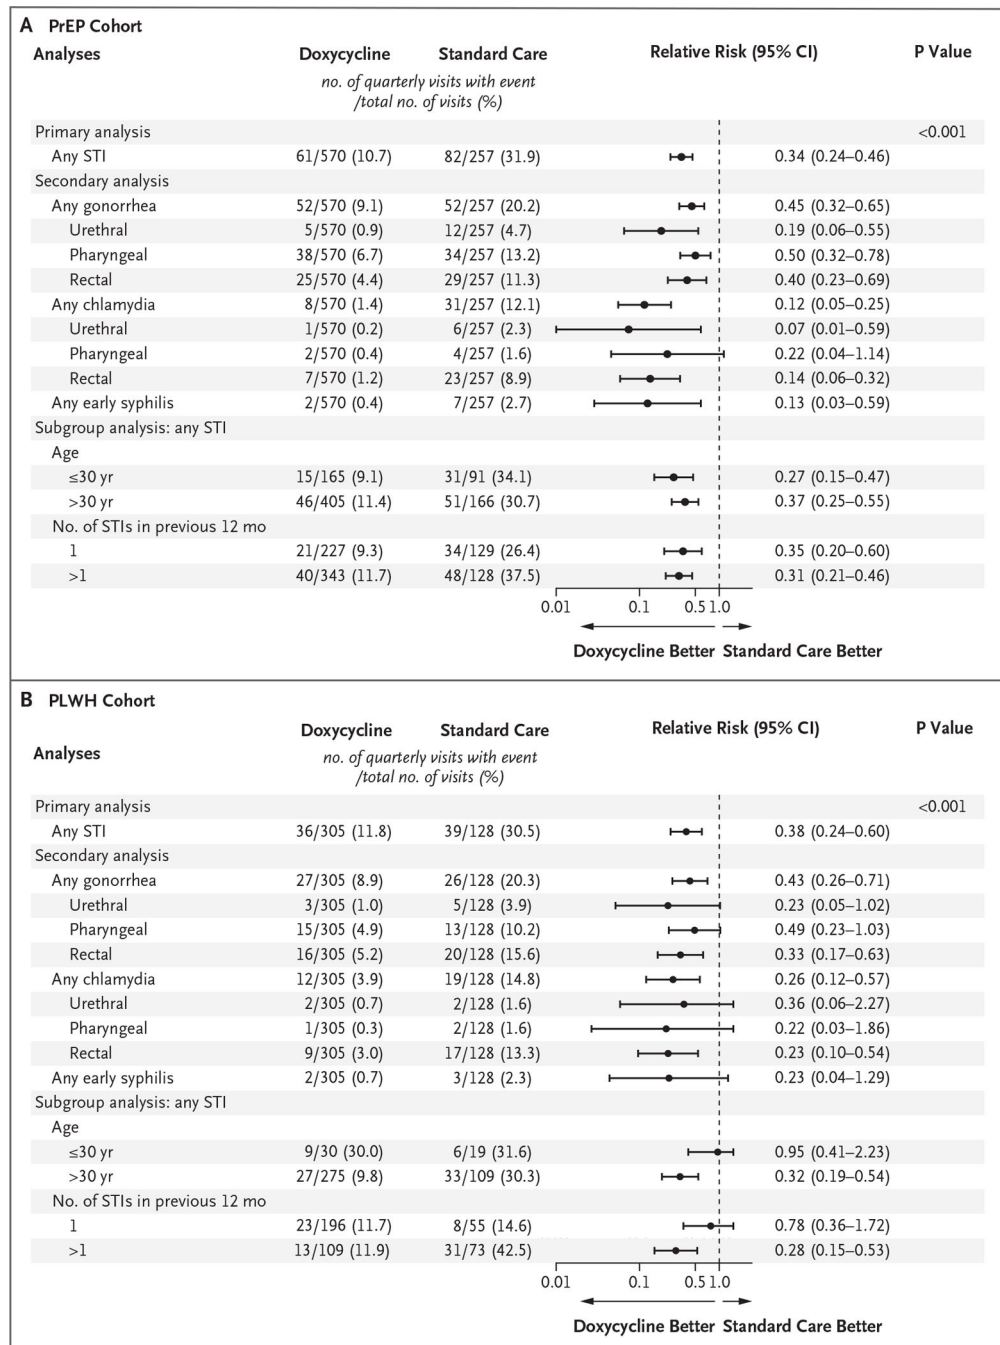 A PrEP Cohort
Analyses Doxycycline Standard Care Relative Risk (95% CI) P Value
no. of quarterly visits with event
/total no. of visits (%)
Primary analysis <0.001
Any STI 61/570 (10.7) 82/257 (31.9) 0.34 (0.24–0.46)
Secondary analysis
Any gonorrhea 52/570 (9.1) 52/257 (20.2) 0.45 (0.32–0.65)
Urethral 5/570 (0.9) 12/257 (4.7) 0.19 (0.06–0.55)
Pharyngeal 38/570 (6.7) 34/257 (13.2) 0.50 (0.32–0.78)
Rectal 25/570 (4.4) 29/257 (11.3) 0.40 (0.23–0.69)
Any chlamydia 8/570 (1.4) 31/257 (12.1) 0.12 (0.05–0.25)
Urethral 1/570 (0.2) 6/257 (2.3) 0.07 (0.01–0.59)
Pharyngeal 2/570 (0.4) 4/257 (1.6) 0.22 (0.04–1.14)
Rectal 7/570 (1.2) 23/257 (8.9) 0.14 (0.06–0.32)
Any early syphilis 2/570 (0.4) 7/257 (2.7) 0.13 (0.03–0.59)
Subgroup analysis: any STI
Age
≤30 yr 15/165 (9.1) 31/91 (34.1) 0.27 (0.15–0.47)
>30 yr 46/405 (11.4) 51/166 (30.7) 0.37 (0.25–0.55)
No. of STIs in previous 12 mo
1 21/227 (9.3) 34/129 (26.4) 0.35 (0.20–0.60)
>1 40/343 (11.7) 48/128 (37.5) 0.31 (0.21–0.46)
0.01 0.1 0.5 1.0
Doxycycline Better Standard Care Better
B PLWH Cohort
Doxycycline Standard Care Relative Risk (95% CI) P Value
Analyses
no. of quarterly visits with event
/total no. of visits (%)
Primary analysis <0.001
Any STI 36/305 (11.8) 39/128 (30.5) 0.38 (0.24–0.60)
Secondary analysis
Any gonorrhea 27/305 (8.9) 26/128 (20.3) 0.43 (0.26–0.71)
Urethral 3/305 (1.0) 5/128 (3.9) 0.23 (0.05–1.02)
Pharyngeal 15/305 (4.9) 13/128 (10.2) 0.49 (0.23–1.03)
Rectal 16/305 (5.2) 20/128 (15.6) 0.33 (0.17–0.63)
Any chlamydia 12/305 (3.9) 19/128 (14.8) 0.26 (0.12–0.57)
Urethral 2/305 (0.7) 2/128 (1.6) 0.36 (0.06–2.27)
Pharyngeal 1/305 (0.3) 2/128 (1.6) 0.22 (0.03–1.86)
Rectal 9/305 (3.0) 17/128 (13.3) 0.23 (0.10–0.54)
Any early syphilis 2/305 (0.7) 3/128 (2.3) 0.23 (0.04–1.29)
Subgroup analysis: any STI
Age
≤30 yr 9/30 (30.0) 6/19 (31.6) 0.95 (0.41–2.23)
>30 yr 27/275 (9.8) 33/109 (30.3) 0.32 (0.19–0.54)
No. of STIs in previous 12 mo
1 23/196 (11.7) 8/55 (14.6) 0.78 (0.36–1.72)
>1 13/109 (11.9) 31/73 (42.5) 0.28 (0.15–0.53)
0.01 0.1 0.5 1.0
Doxycycline Better Standard Care Better